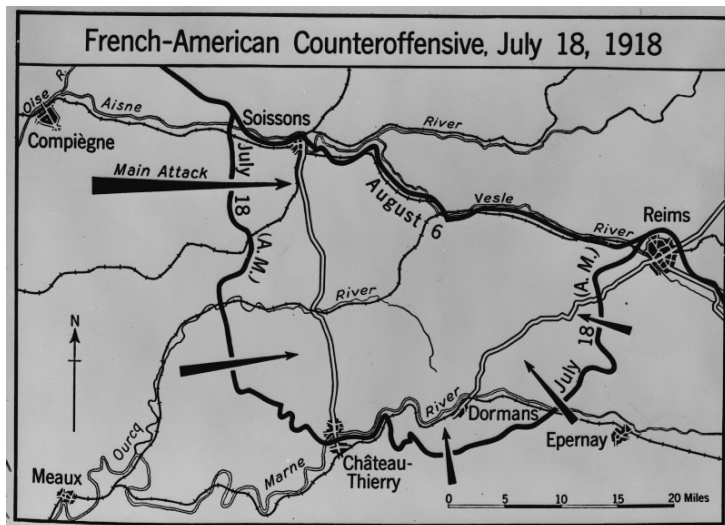 French-American Counteroffensive, July 18, 1918
Oise R.
Aisne
Compiègne
Soissons
River
Main Attack
July 18 (A.M.)
August 6
Vesle
River
Reims
(A.M.)
July 18
River
N
Ourcq
Meaux
Marne
River
Château-
Thierry
Dormans
Epernay
0 5 10 15 20 Miles